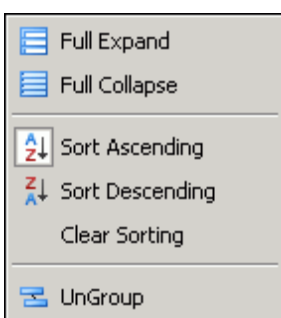 Full Expand
Full Collapse
A
Z
Sort Ascending
Z
A
Sort Descending
Clear Sorting
UnGroup